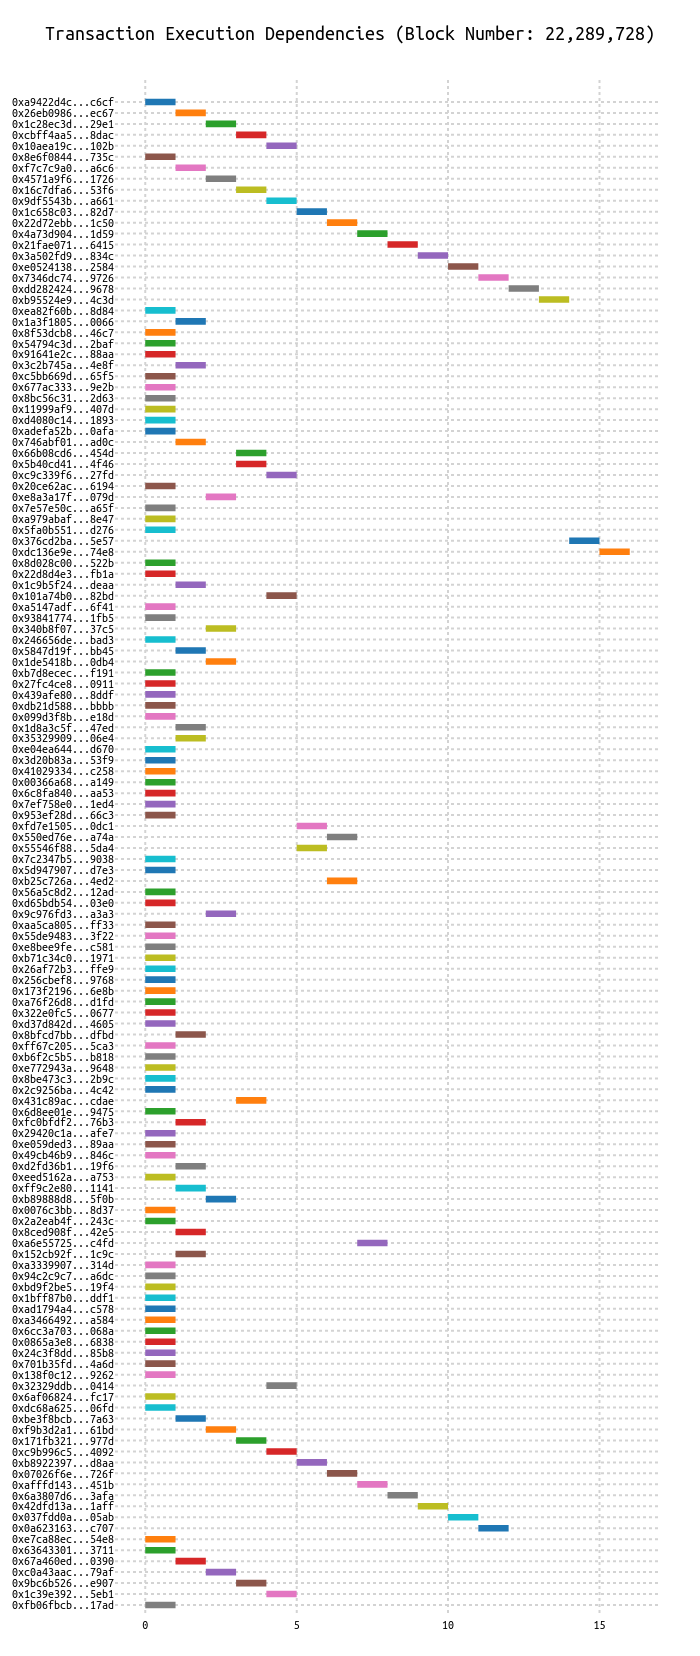 Transaction Execution Dependencies (Block Number: 22,289,728)
0xa9422d4c...c6cf
0x26eb0986...ec67
0x1c28ec3d...29e1
0xcbff4aa5...8dac
0x10aea19c...102b
0x8e6f0844...735c
0xf7c7c9a0...a6c6
0x4571a9f6...1726
0x16c7dfa6...53f6
0x9df5543b...a661
0x1c658c03...82d7
0x22d72ebb...1c50
0x4a73d904...1d59
0x21fae071...6415
0x3a502fd9...834c
0xe0524138...2584
0x7346dc74...9726
0xdd282424...9678
0xb95524e9...4c3d
0xea82f60b...8d84
0x1a3f1805...0066
0x8f53dcb8...46c7
0x54794c3d...2baf
0x91641e2c...88aa
0x3c2b745a...4e8f
0xc5bb669d...65f5
0x677ac333...9e2b
0x8bc56c31...2d63
0x11999af9...407d
0xd4080c14...1893
0xadefa52b...0afa
0x746abf01...ad0c
0x66b08cd6...454d
0x5b40cd41...4f46
0xc9c339f6...27fd
0x20ce62ac...6194
0xe8a3a17f...079d
0x7e57e50c...a65f
0xa979abaf...8e47
0x5fa0b551...d276
0x376cd2ba...5e57
0xdc136e9e...74e8
0x8d028c00...522b
0x22d8d4e3...fb1a
0x1c9b5f24...deaa
0x101a74b0...82bd
0xa5147adf...6f41
0x93841774...1fb5
0x340b8f07...37c5
0x246656de...bad3
0x5847d19f...bb45
0x1de5418b...0db4
0xb7d8ecec...f191
0x27fc4ce8...0911
0x439afe80...8ddf
0xdb21d588...bbbb
0x099d3f8b...e18d
0x1d8a3c5f...47ed
0x35329909...06e4
0xe04ea644...d670
0x3d20b83a...53f9
0x41029334...c258
0x00366a68...a149
0x6c8fa840...aa53
0x7ef758e0...1ed4
0x953ef28d...66c3
0xfd7e1505...0dc1
0x550ed76e...a74a
0x55546f88...5da4
0x7c2347b5...9038
0x5d947907...d7e3
0xb25c726a...4ed2
0x56a5c8d2...12ad
0xd65bdb54...03e0
0x9c976fd3...a3a3
0xaa5ca805...ff33
0x55de9483...3f22
0xe8bee9fe...c581
0xb71c34c0...1971
0x26af72b3...ffe9
0x256cbef8...9768
0x173f2196...6e8b
0xa76f26d8...d1fd
0x322e0fc5...0677
0xd37d842d...4605
0x8bfcd7bb...dfbd
0xff67c205...5ca3
0xb6f2c5b5...b818
0xe772943a...9648
0x8be473c3...2b9c
0x2c9256ba...4c42
0x431c89ac...cdae
0x6d8ee01e...9475
0xfc0bfdf2...76b3
0x29420c1a...afe7
0xe059ded3...89aa
0x49cb46b9...846c
0xd2fd36b1...19f6
0xeed5162a...a753
0xff9c2e80...1141
0xb89888d8...5f0b
0x0076c3bb...8d37
0x2a2eab4f...243c
0x8ced908f...42e5
0xa6e55725...c4fd
0x152cb92f...1c9c
0xa3339907...314d
0x94c2c9c7...a6dc
0xbd9f2be5...19f4
0x1bff87b0...ddf1
0xad1794a4...c578
0xa3466492...a584
0x6cc3a703...068a
0x0865a3e8...6838
0x24c3f8dd...85b8
0x701b35fd...4a6d
0x138f0c12...9262
0x32329ddb...0414
0x6af06824...fc17
0xdc68a625...06fd
0xbe3f8bcb...7a63
0xf9b3d2a1...61bd
0x171fb321...977d
0xc9b996c5...4092
0xb8922397...d8aa
0x07026f6e...726f
0xafffd143...451b
0x6a3807d6...3afa
0x42dfd13a...1aff
0x037fdd0a...05ab
0x0a623163...c707
0xe7ca88ec...54e8
0x63643301...3711
0x67a460ed...0390
0xc0a43aac...79af
0x9bc6b526...e907
0x1c39e392...5eb1
0xfb06fbcb...17ad
0 5 10 15